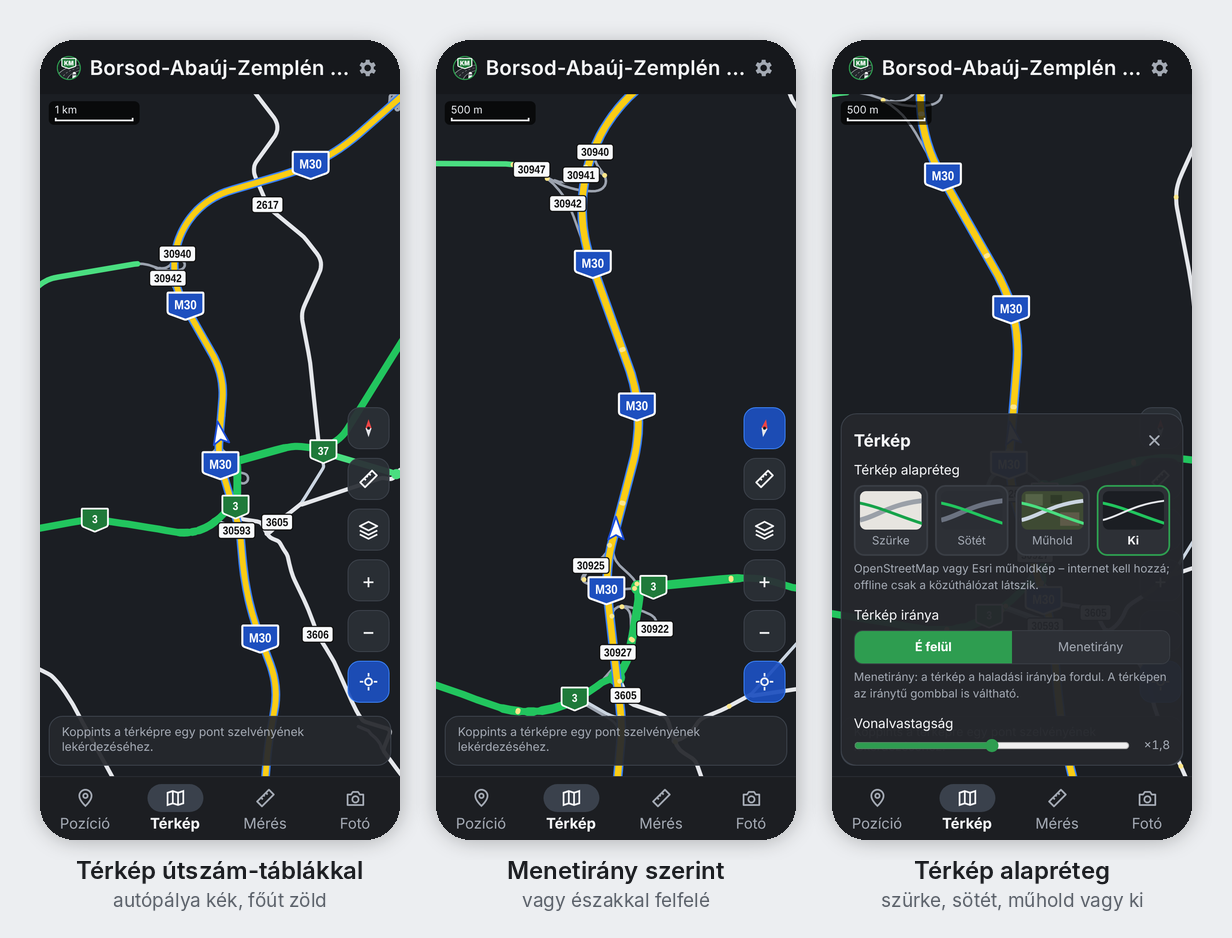 KM
Borsod-Abaúj-Zemplén ...
1 km
M30
2617
30940
30942
M30
37
M30
3
3
30593
3605
M30
3606
Koppints a térképre egy pont szelvényének
lekérdezéséhez.
Pozíció
Térkép
Mérés
Fotó
Térkép útszám-táblákkal
autópálya kék, főút zöld
KM
Borsod-Abaúj-Zemplén ...
500 m
30940
30947
30941
30942
M30
M30
30925
M30
3
30922
30927
3
3605
Koppints a térképre egy pont szelvényének
lekérdezéséhez.
Pozíció
Térkép
Mérés
Fotó
Menetirány szerint
vagy északkal felfelé
KM
Borsod-Abaúj-Zemplén ...
500 m
M30
M30
Térkép
Térkép alapréteg
Szürke
Sötét
Műhold
Ki
OpenStreetMap vagy Esri műholdkép – internet kell hozzá;
offline csak a közúthálózat látszik.
Térkép iránya
É felül
Menetirány
Menetirány: a térkép a haladási irányba fordul. A térképen
az iránytű gombbal is váltható.
Vonalvastagság
×1,8
Pozíció
Térkép
Mérés
Fotó
Térkép alapréteg
szürke, sötét, műhold vagy ki